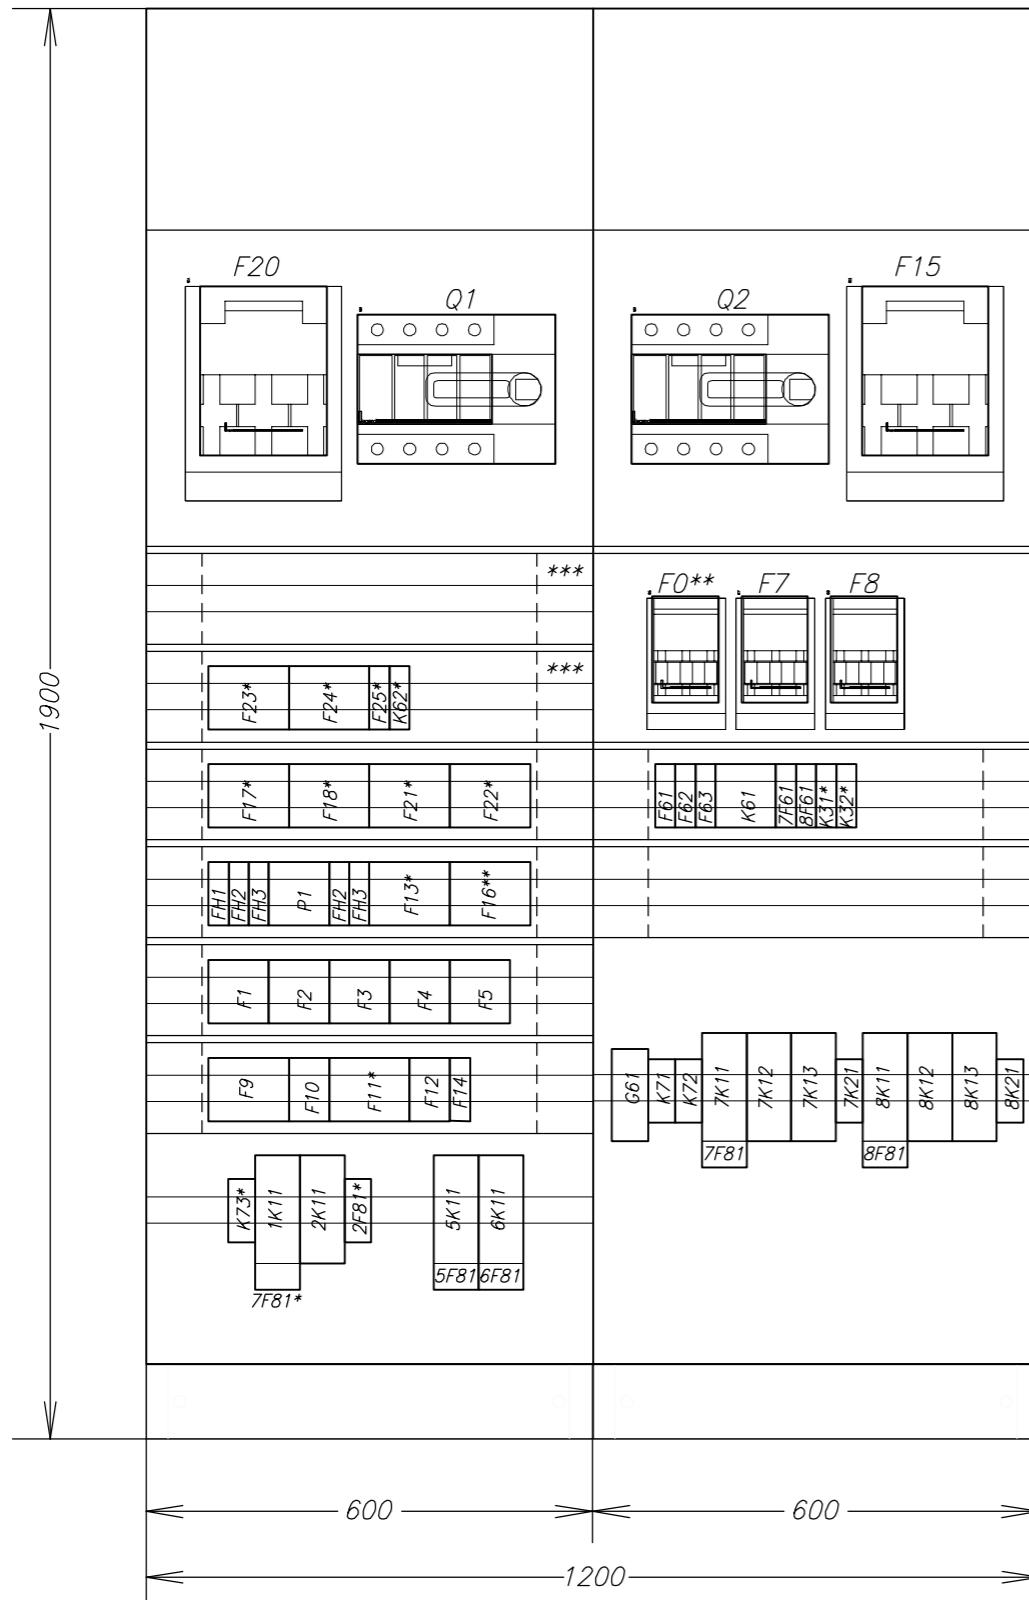 F20
Q1
Q2
F15
***
F0**
F7
F8
***
F23*
F24*
F25*
K62*
F17*
F18*
F21*
F22*
F61
F62
F63
K61
7F61
8F61
K31*
K32*
FH1
FH2
FH3
P1
FH2
FH3
F13*
F16**
F1
F2
F3
F4
F5
F9
F10
F11*
F12
F14
G61
K71
K72
7K11
7K12
7K13
7K21
8K11
8K12
8K13
8K21
7F81
8F81
K73*
1K11
2K11
2F81*
5K11
6K11
5F81
6F81
7F81*
1900
600
600
1200